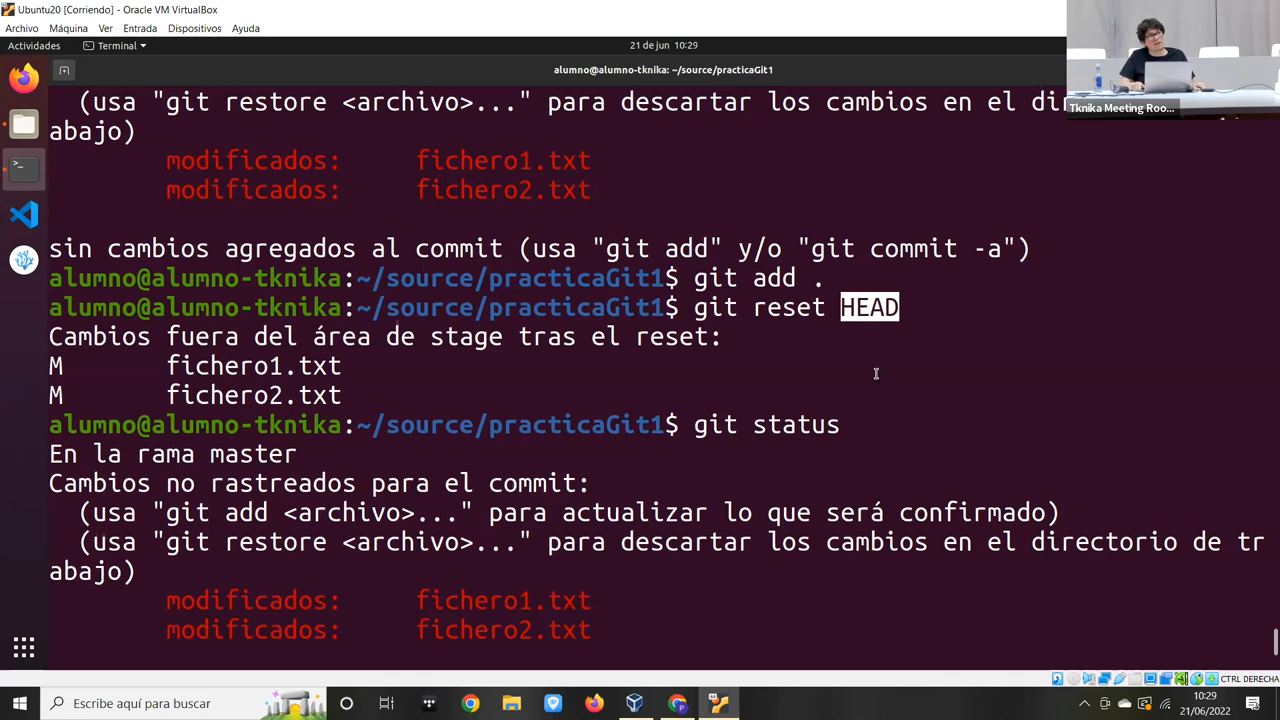 Ubuntu20 [Corriendo] - Oracle VM VirtualBox
Archivo Máquina Ver Entrada Dispositivos Ayuda
Actividades Terminal 21 de jun 10:29
alumno@alumno-tknika: ~/source/practicaGit1
Tknika Meeting Roo...
(usa "git restore <archivo>..." para descartar los cambios en el dir
abajo)
modificados: fichero1.txt
modificados: fichero2.txt
sin cambios agregados al commit (usa "git add" y/o "git commit -a")
alumno@alumno-tknika:~/source/practicaGit1$ git add .
alumno@alumno-tknika:~/source/practicaGit1$ git reset HEAD
Cambios fuera del área de stage tras el reset:
M fichero1.txt
M fichero2.txt
alumno@alumno-tknika:~/source/practicaGit1$ git status
En la rama master
Cambios no rastreados para el commit:
(usa "git add <archivo>..." para actualizar lo que será confirmado)
(usa "git restore <archivo>..." para descartar los cambios en el directorio de tr
abajo)
modificados: fichero1.txt
modificados: fichero2.txt
CTRL DERECHA
Escribe aquí para buscar
10:29
21/06/2022